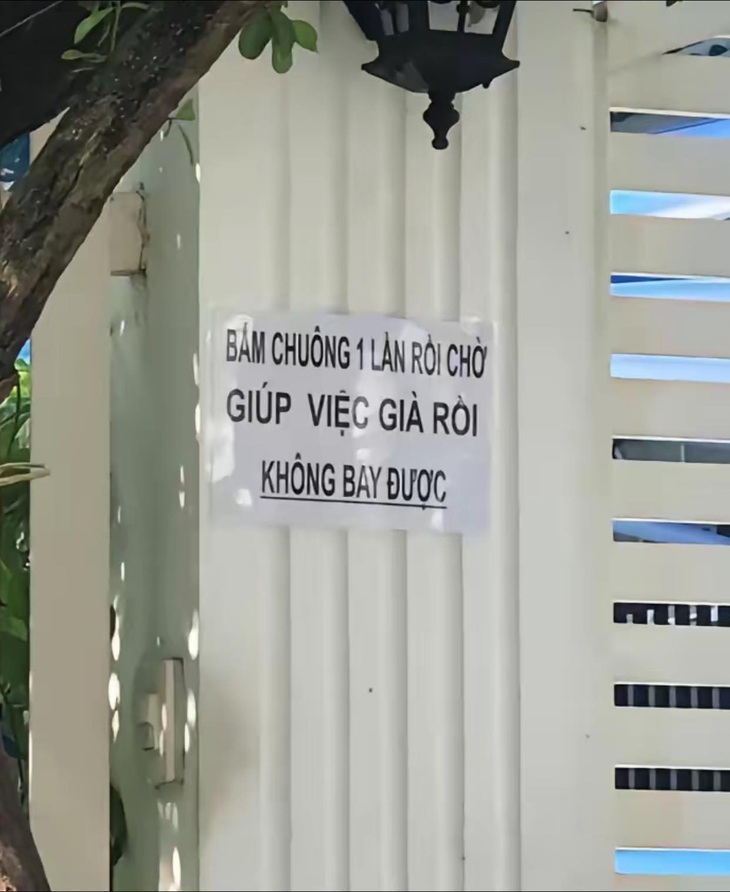 BẤM CHUÔNG 1 LẦN RỒI CHỜ
GIÚP VIỆC GIÀ RỒI
KHÔNG BAY ĐƯỢC